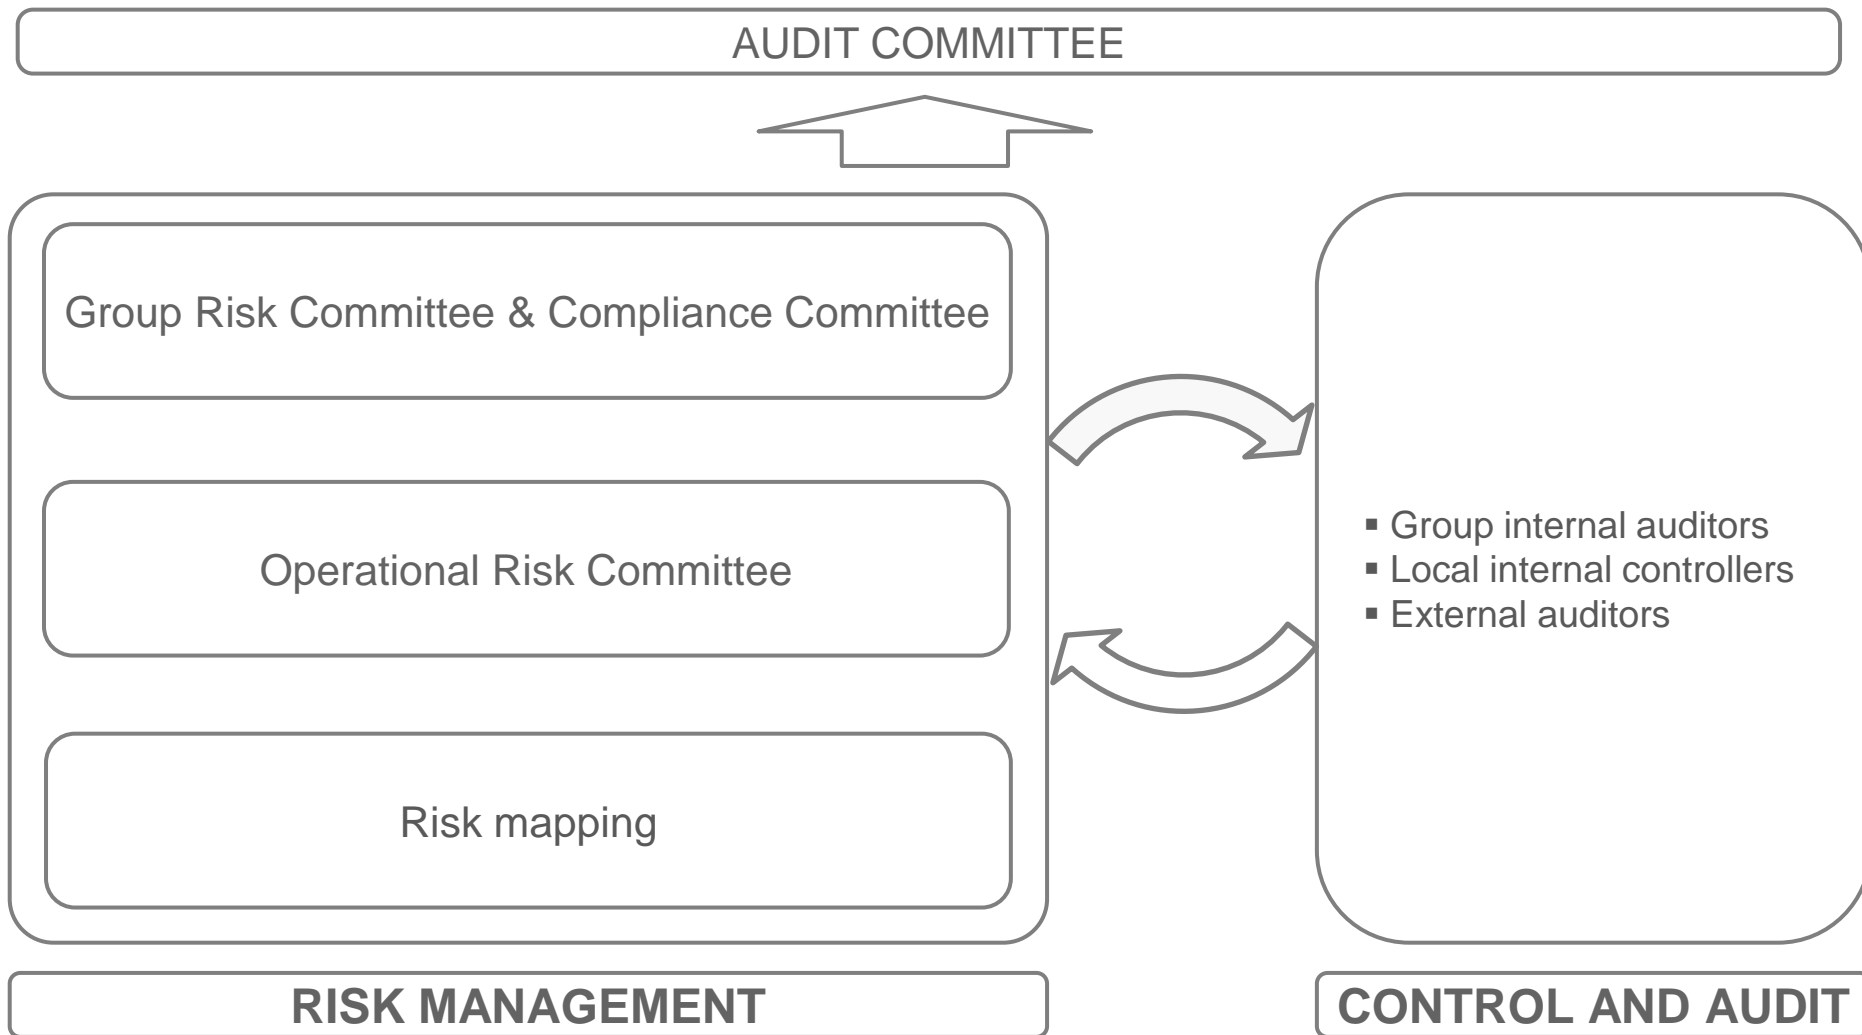 AUDIT COMMITTEE
Group Risk Committee & Compliance Committee
Operational Risk Committee
Risk mapping
▪ Group internal auditors
▪ Local internal controllers
▪ External auditors
RISK MANAGEMENT
CONTROL AND AUDIT